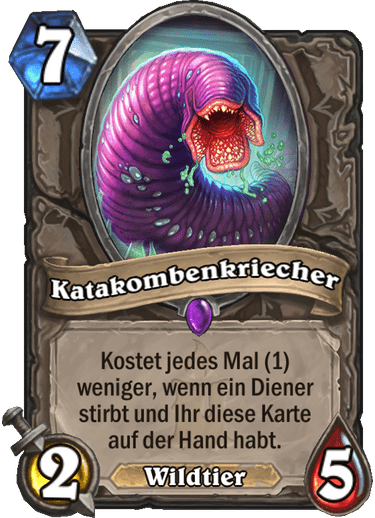 7
Katakombenkriecher
Kostet jedes Mal (1)
weniger, wenn ein Diener
stirbt und Ihr diese Karte
auf der Hand habt.
2
Wildtier
5